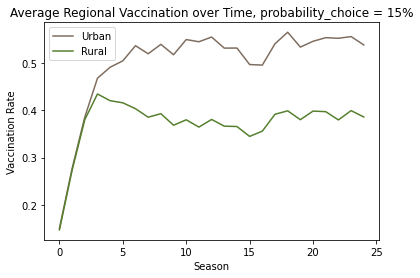 Average Regional Vaccination over Time, probability_choice = 15%
Urban
Rural
Vaccination Rate
0.5
0.4
0.3
0.2
0 5 10 15 20 25
Season